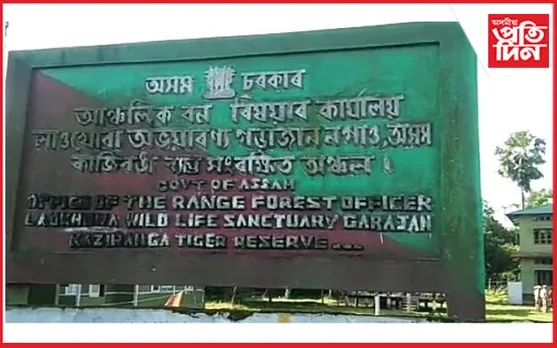 অসমীয়া
প্ৰতি
দিন
অসম চৰকাৰ
আঞ্চলিক বন বিষয়াৰ কাৰ্যালয়
লাওখোৱা অভয়াৰণ্য গড়াজান নগাওঁ, অসম
কাজিৰঙা ব্যাঘ্ৰ সংৰক্ষিত অঞ্চল ।
GOVT OF ASSAM
OFFICE OF THE RANGE FOREST OFFICER
LAOKHOWA WILD LIFE SANCTUARY GARAJAN
KAZIRANGA TIGER RESERVE ...